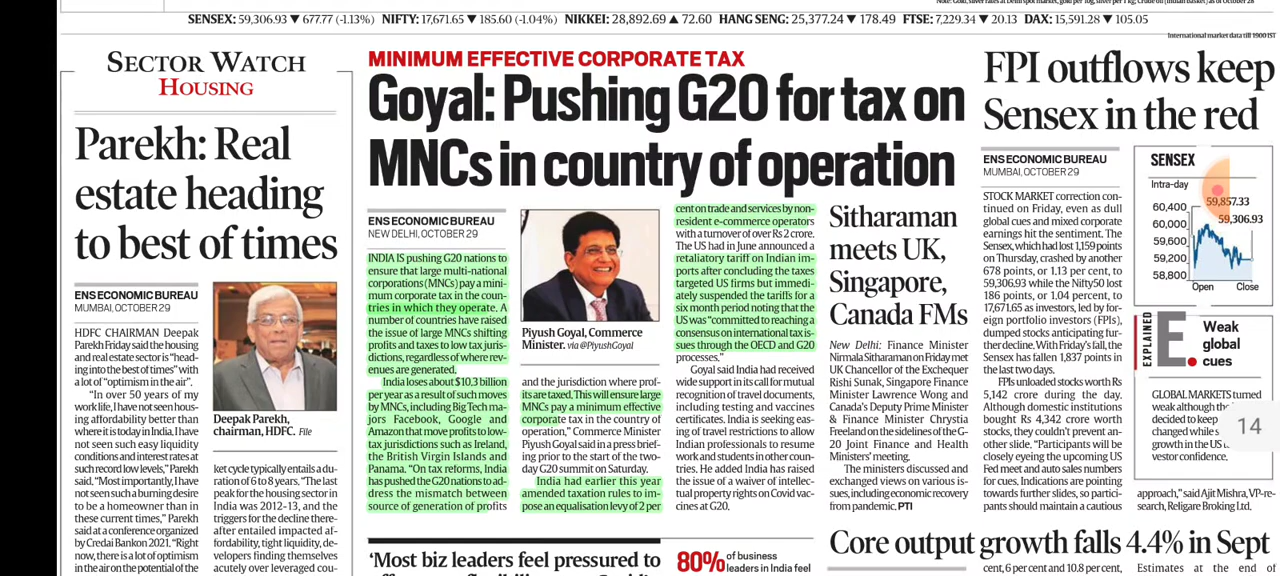 Note: Gold, silver rates at Delhi spot market, gold per 10g, silver per 1 kg; Crude oil (Indian basket) as of October 28
SENSEX: 59,306.93 ▼ 677.77 (-1.13%) NIFTY: 17,671.65 ▼ 185.60 (-1.04%) NIKKEI: 28,892.69 ▲ 72.60 HANG SENG: 25,377.24 ▼ 178.49 FTSE: 7,229.34 ▼ 20.13 DAX: 15,591.28 ▼ 105.05
International market data till 1900 IST
SECTOR WATCH
HOUSING
Parekh: Real
estate heading
to best of times
ENS ECONOMIC BUREAU
MUMBAI, OCTOBER 29
HDFC CHAIRMAN Deepak
Parekh Friday said the housing
and real estate sector is "head-
ing into the best of times" with
a lot of "optimism in the air".
"In over 50 years of my
work life, I have not seen hous-
ing affordability better than
where it is today in India. I have
not seen such easy liquidity
conditions and interest rates at
such record low levels," Parekh
said. "Most importantly, I have
not seen such a burning desire
to be a homeowner than in
these current times," Parekh
said at a conference organized
by Credai Bankon 2021. "Right
now, there is a lot of optimism
in the air on the potential of the
Deepak Parekh,
chairman, HDFC. File
ket cycle typically entails a du-
ration of 6 to 8 years. "The last
peak for the housing sector in
India was 2012-13, and the
triggers for the decline there-
after entailed impacted af-
fordability, tight liquidity, de-
velopers finding themselves
acutely over leveraged cou-
MINIMUM EFFECTIVE CORPORATE TAX
Goyal: Pushing G20 for tax on
MNCs in country of operation
ENS ECONOMIC BUREAU
NEW DELHI, OCTOBER 29
INDIA IS pushing G20 nations to
ensure that large multi-national
corporations (MNCs) pay a mini-
mum corporate tax in the coun-
tries in which they operate. A
number of countries have raised
the issue of large MNCs shifting
profits and taxes to low tax juris-
dictions, regardless of where rev-
enues are generated.
India loses about $10.3 billion
per year as a result of such moves
by MNCs, including Big Tech ma-
jors Facebook, Google and
Amazon that move profits to low-
tax jurisdictions such as Ireland,
the British Virgin Islands and
Panama. "On tax reforms, India
has pushed the G20 nations to ad-
dress the mismatch between
source of generation of profits
Piyush Goyal, Commerce
Minister. via @PiyushGoyal
and the jurisdiction where prof-
its are taxed. This will ensure large
MNCs pay a minimum effective
corporate tax in the country of
operation," Commerce Minister
Piyush Goyal said in a press brief-
ing prior to the start of the two-
day G20 summit on Saturday.
India had earlier this year
amended taxation rules to im-
pose an equalisation levy of 2 per
cent on trade and services by non-
resident e-commerce operators
with a turnover of over Rs 2 crore.
The US had in June announced a
retaliatory tariff on Indian im-
ports after concluding the taxes
targeted US firms but immedi-
ately suspended the tariffs for a
six month period noting that the
US was "committed to reaching a
consensus on international tax is-
sues through the OECD and G20
processes."
Goyal said India had received
wide support in its call for mutual
recognition of travel documents,
including testing and vaccines
certificates. India is seeking eas-
ing of travel restrictions to allow
Indian professionals to resume
work and students in other coun-
tries. He added India has raised
the issue of a waiver of intellec-
tual property rights on Covid vac-
cines at G20.
'Most biz leaders feel pressured to
80% of business
leaders in India feel
Sitharaman
meets UK,
Singapore,
Canada FMs
New Delhi: Finance Minister
Nirmala Sitharaman on Friday met
UK Chancellor of the Exchequer
Rishi Sunak, Singapore Finance
Minister Lawrence Wong and
Canada's Deputy Prime Minister
& Finance Minister Chrystia
Freeland on the sidelines of the G-
20 Joint Finance and Health
Ministers' meeting.
The ministers discussed and
exchanged views on various is-
sues, including economic recovery
from pandemic. PTI
FPI outflows keep
Sensex in the red
ENS ECONOMIC BUREAU
MUMBAI, OCTOBER 29
STOCK MARKET correction con-
tinued on Friday, even as dull
global cues and mixed corporate
earnings hit the sentiment. The
Sensex, which had lost 1,159 points
on Thursday, crashed by another
678 points, or 1.13 per cent, to
59,306.93 while the Nifty50 lost
186 points, or 1.04 percent, to
17,671.65 as investors, led by for-
eign portfolio investors (FPIs),
dumped stocks anticipating fur-
ther decline. With Friday's fall, the
Sensex has fallen 1,837 points in
the last two days.
FPIs unloaded stocks worth Rs
5,142 crore during the day.
Although domestic institutions
bought Rs 4,342 crore worth
stocks, they couldn't prevent an-
other slide. "Participants will be
closely eyeing the upcoming US
Fed meet and auto sales numbers
for cues. Indications are pointing
towards further slides, so partici-
pants should maintain a cautious
SENSEX
Intra-day
59,857.33
59,306.93
60,400
60,000
59,600
59,200
58,800
Open Close
EXPLAINED
E.
Weak
global
cues
GLOBAL MARKETS turned
weak although the
decided to keep
changed while s
growth in the US
vestor confidence.
14
approach," said Ajit Mishra, VP-re-
search, Religare Broking Ltd.
Core output growth falls 4.4% in Sept
cent, 6 per cent and 10.8 per cent,
Estimates at the end of